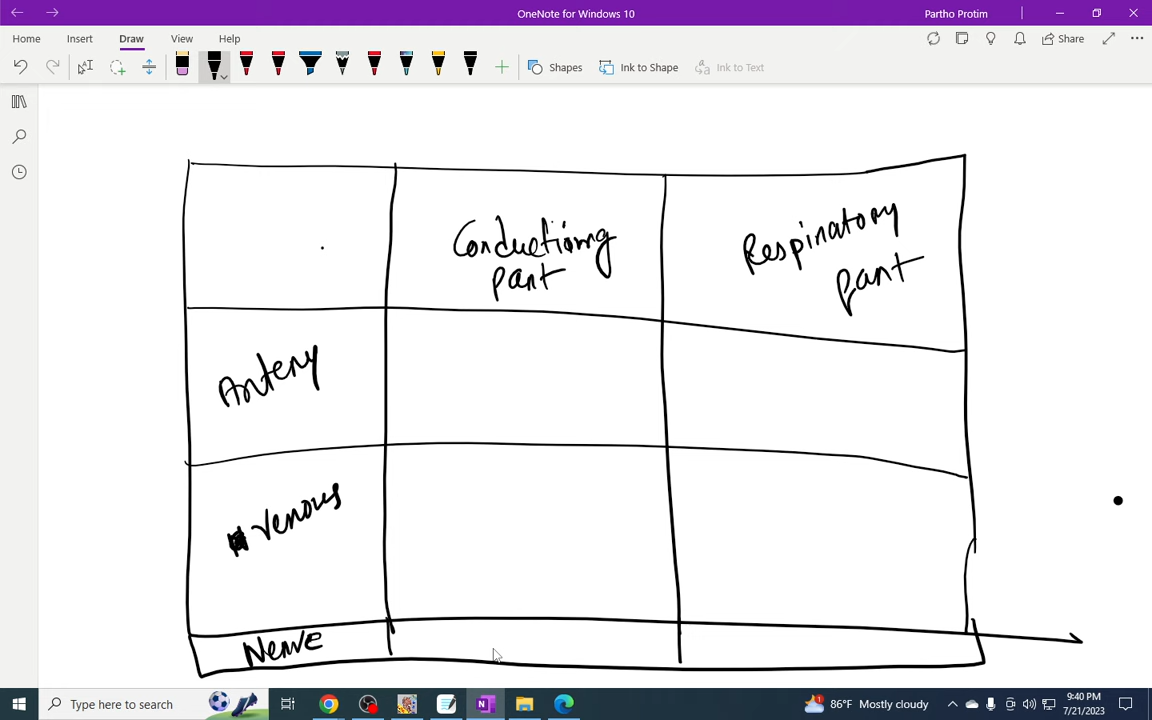 OneNote for Windows 10
Partho Protim
Home Insert Draw View Help
Share
Shapes
Ink to Shape
Ink to Text
Conductiong
part
Respiratory
part
Artery
venous
Nerve
Type here to search
86°F Mostly cloudy
9:40 PM
7/21/2023